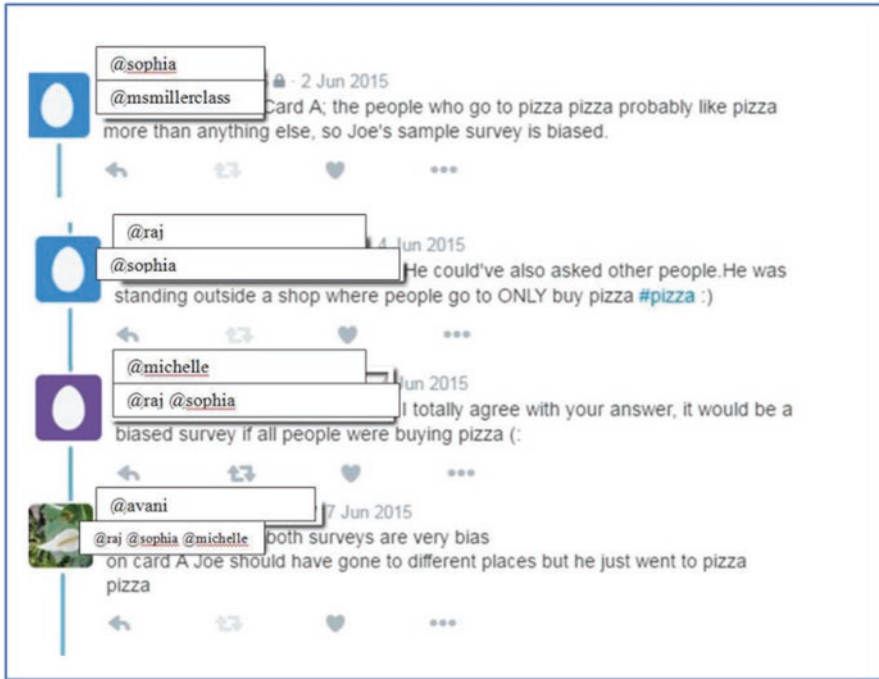 @sophia
· 2 Jun 2015
@msmillerclass
Card A; the people who go to pizza pizza probably like pizza
more than anything else, so Joe's sample survey is biased.
@raj
4 Jun 2015
@sophia
He could've also asked other people.He was
standing outside a shop where people go to ONLY buy pizza #pizza :)
@michelle
Jun 2015
@raj @sophia
I totally agree with your answer, it would be a
biased survey if all people were buying pizza (:
@avani
7 Jun 2015
@raj @sophia @michelle
both surveys are very bias
on card A Joe should have gone to different places but he just went to pizza
pizza